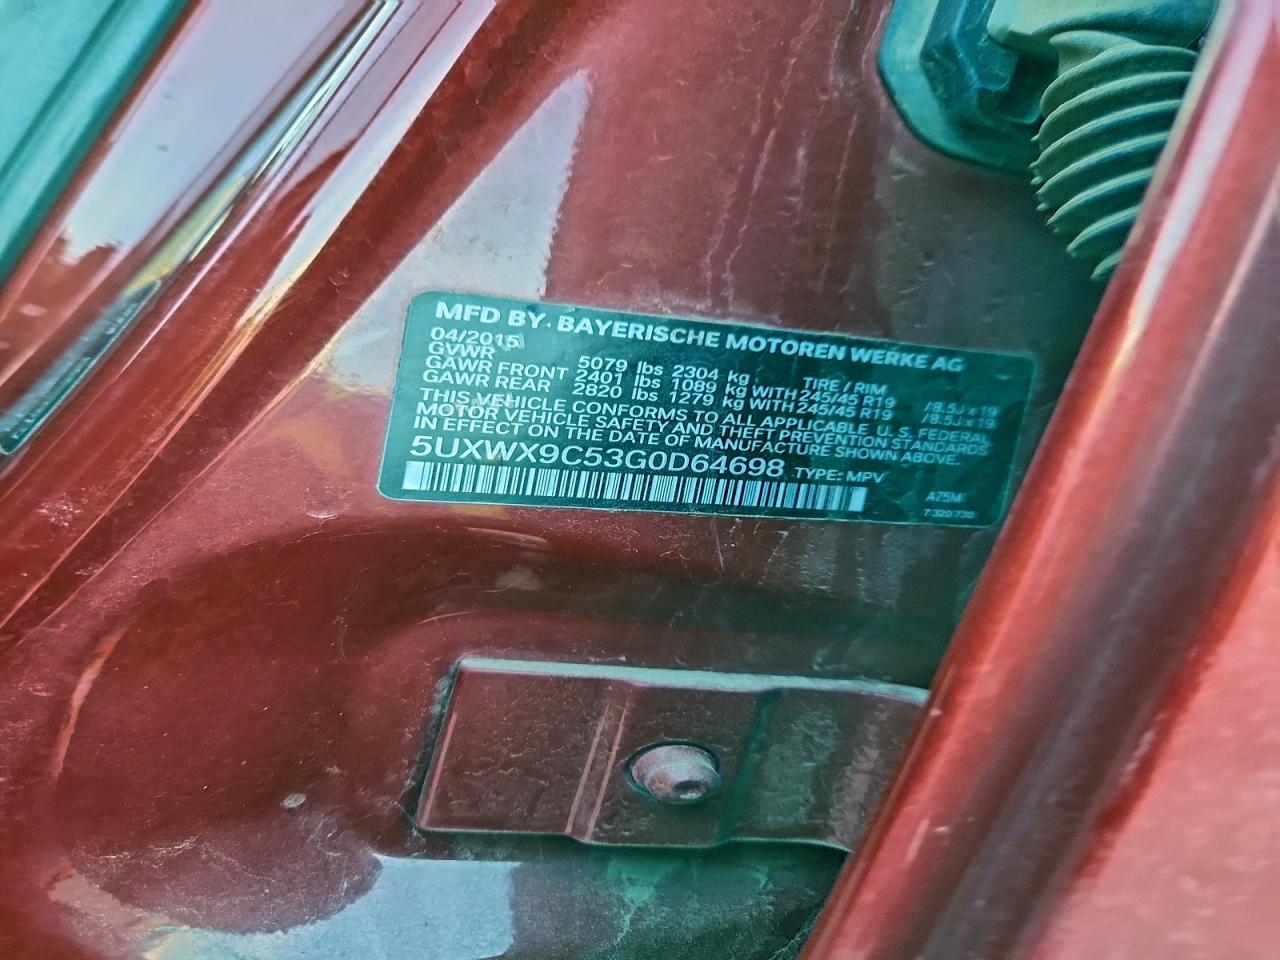 MFD BY. BAYERISCHE MOTOREN WERKE AG
04/2015
GVWR 5079 lbs 2304 kg TIRE / RIM
GAWR FRONT 2401 lbs 1089 kg WITH 245/45 R19 /8.5J x 19
GAWR REAR 2820 lbs 1279 kg WITH 245/45 R19 /8.5J x 19
THIS VEHICLE CONFORMS TO ALL APPLICABLE U.S. FEDERAL
MOTOR VEHICLE SAFETY AND THEFT PREVENTION STANDARDS
IN EFFECT ON THE DATE OF MANUFACTURE SHOWN ABOVE.
5UXWX9C53G0D64698 TYPE: MPV
A75M
7 320 730